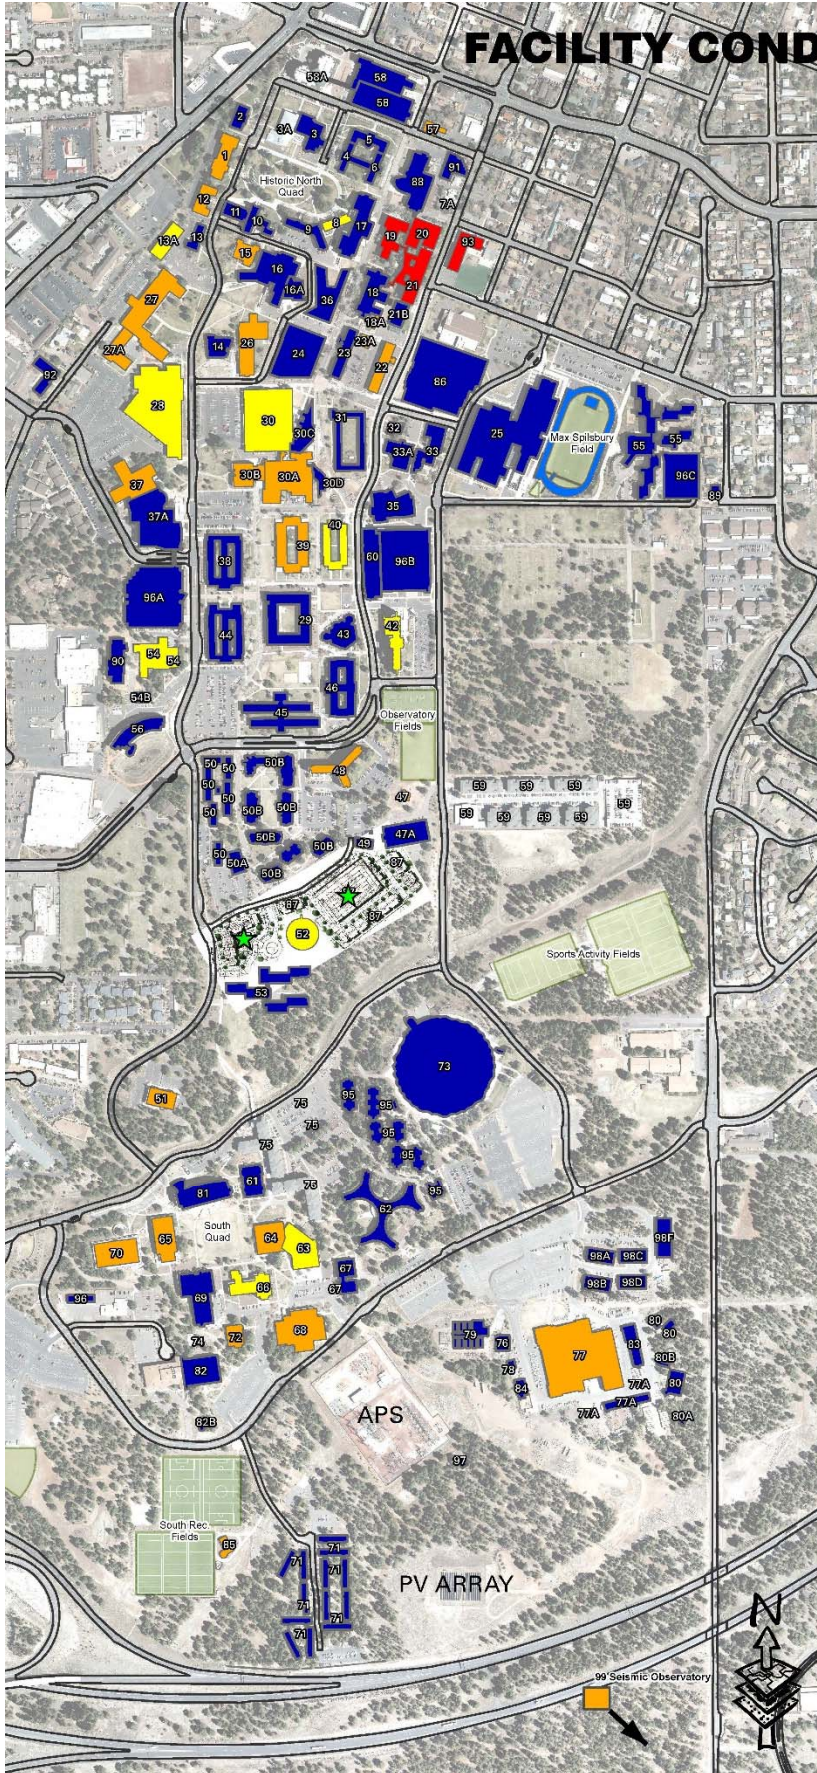 FACILITY COND
58A
58
58
2
3A
3
5
57
1
4
6
91
88
Historic North
Quad
12
7A
11
10
8
17
9
19
20
93
13A
13
15
16
21
27
16A
36
18
18A
21B
27A
14
26
24
23
23A
22
86
92
28
30
30C
31
32
33A
33
25
Max Spilsbury
Field
55
55
96C
89
37
30B
30A
30D
37A
35
39
40
38
60
96B
96A
44
29
43
42
90
54
54
54B
46
45
56
Observatory
Fields
50
50
50B
48
50
50
50
50B
50B
47
59
59
59
59
59
59
59
59
50B
50
50A
50B
50B
49
47A
87
87
87
52
53
Sports Activity Fields
73
51
95
95
95
95
95
75
75
75
75
61
81
62
South
Quad
65
64
63
70
66
67
67
69
96
74
72
68
82
82B
98F
98A
98C
98B
98D
79
76
78
84
77
83
80
80
80B
80
77A
77A
77A
80A
APS
97
South Rec.
Fields
85
71
71
71
71
71
71
PV ARRAY
N
99 Seismic Observatory